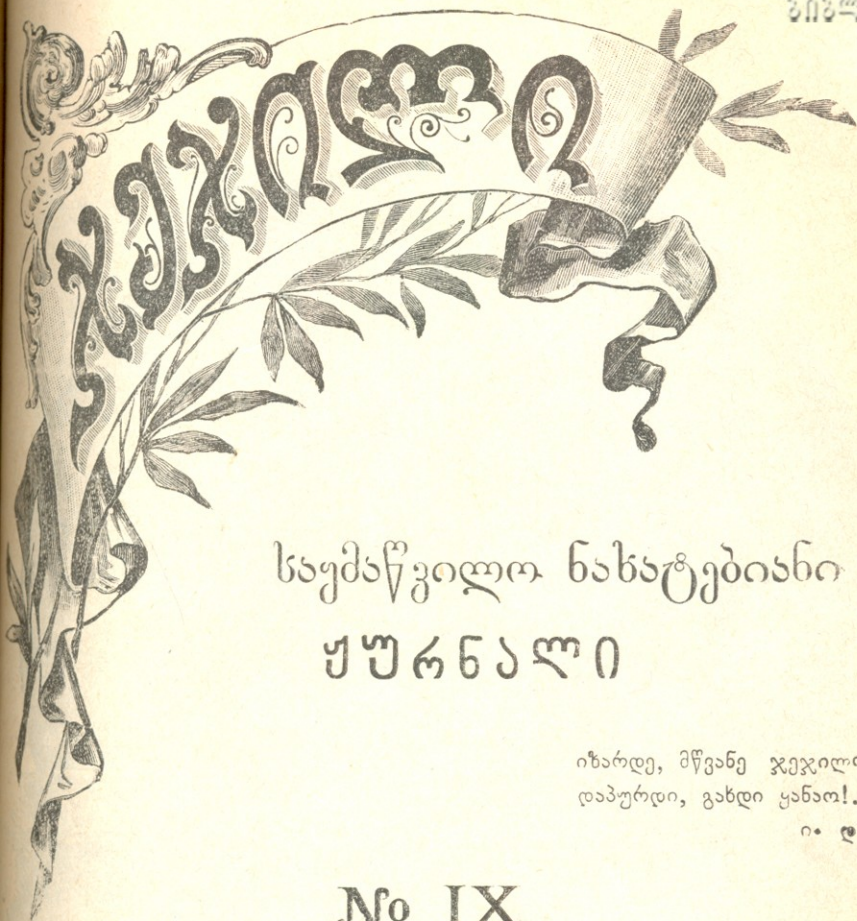 ჯეჯილი
საყმაწვილო ნახატებიანი
ჟურნალი
იზარდე, მწვანე
დაპურდი, გახდი ყანაო!.
ი.
№ IX